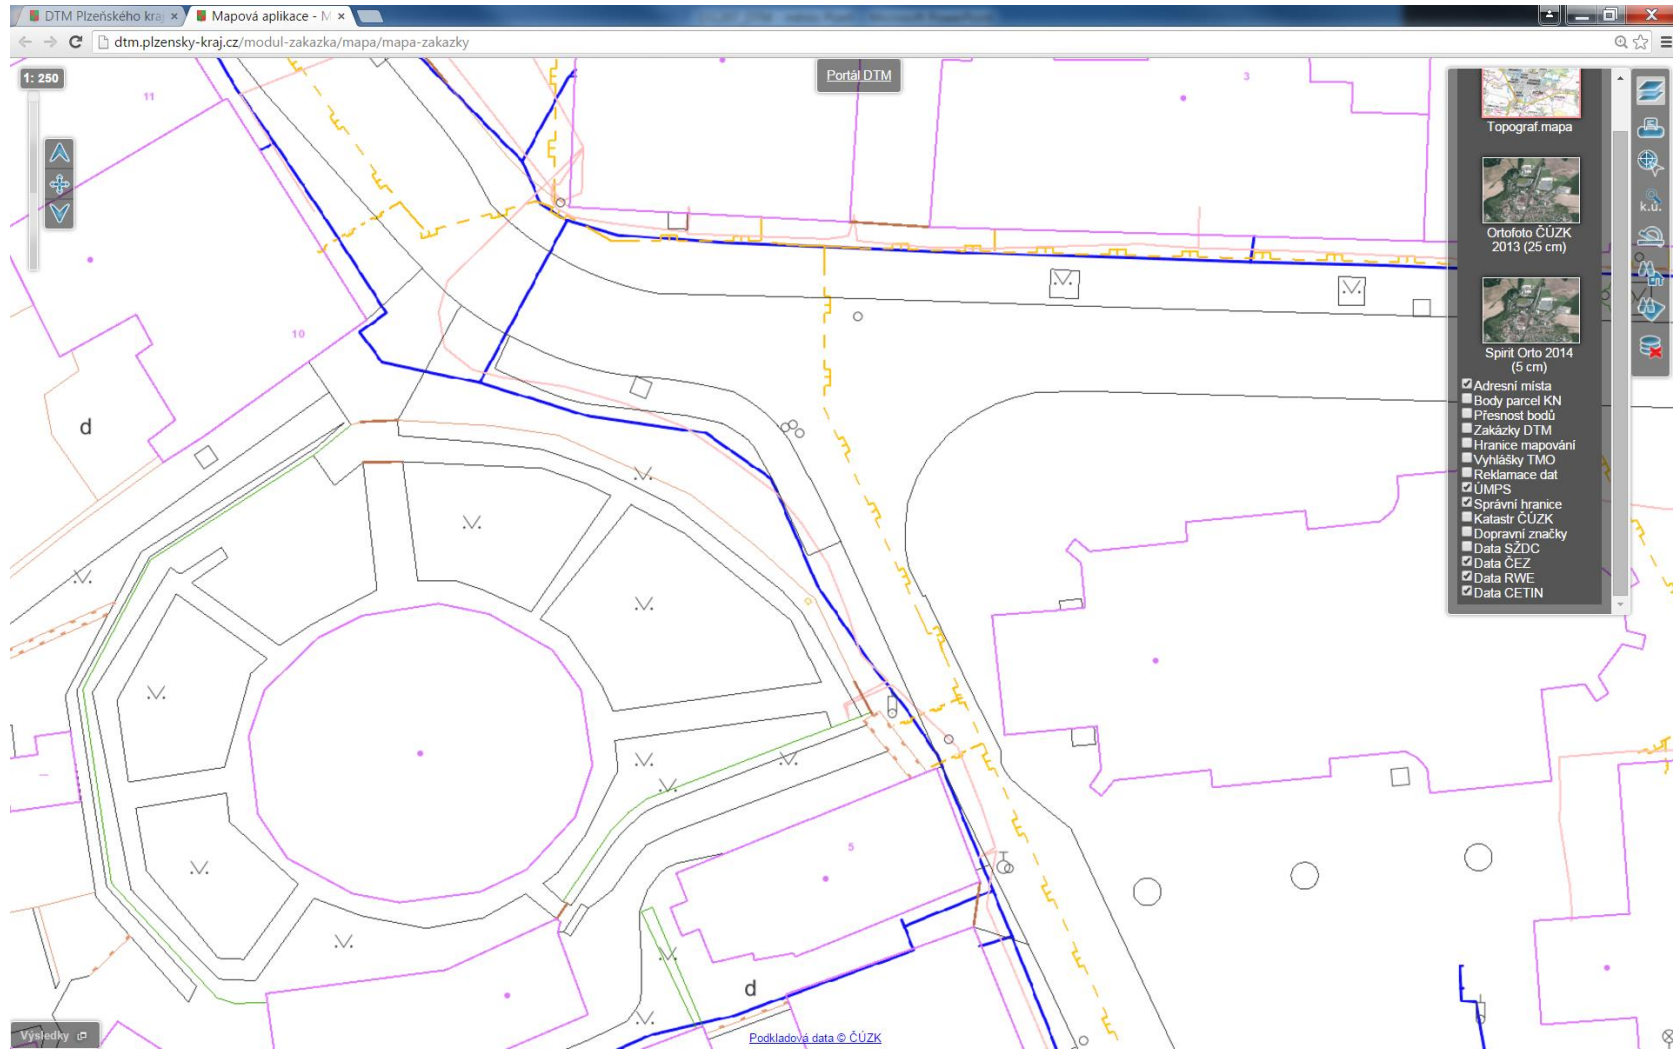 DTM Plzeňského kraj
Mapová aplikace - M
dtm.plzensky-kraj.cz/modul-zakazka/mapa/mapa-zakazky
1: 250
Portál DTM
11
3
10
d
5
d
Topograf.mapa
Ortofoto ČÚZK
2013 (25 cm)
Spirit Orto 2014
(5 cm)
Adresní místa
Body parcel KN
Přesnost bodů
Zakázky DTM
Hranice mapování
Vyhlášky TMO
Reklamace dat
ÚMPS
Správní hranice
Katastr ČÚZK
Dopravní značky
Data SŽDC
Data ČEZ
Data RWE
Data CETIN
k.ú.
Výsledky
Podkladová data © ČÚZK